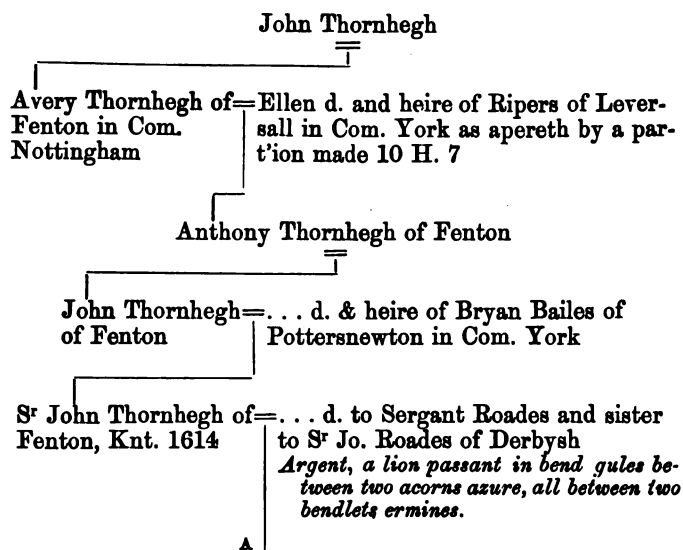 John Thornhegh
Avery Thornhegh of=Ellen d. and heire of Ripers of Lever-
Fenton in Com. sall in Com. York as apereth by a par-
Nottingham t'ion made 10 H. 7
Anthony Thornhegh of Fenton
John Thornhegh=... d. & heire of Bryan Bailes of
of Fenton Pottersnewton in Com. York
Sʳ John Thornhegh of=... d. to Sergant Roades and sister
Fenton, Knt. 1614 to Sʳ Jo. Roades of Derbysh
Argent, a lion passant in bend gules be-
tween two acorns azure, all between two
bendlets ermines.
A